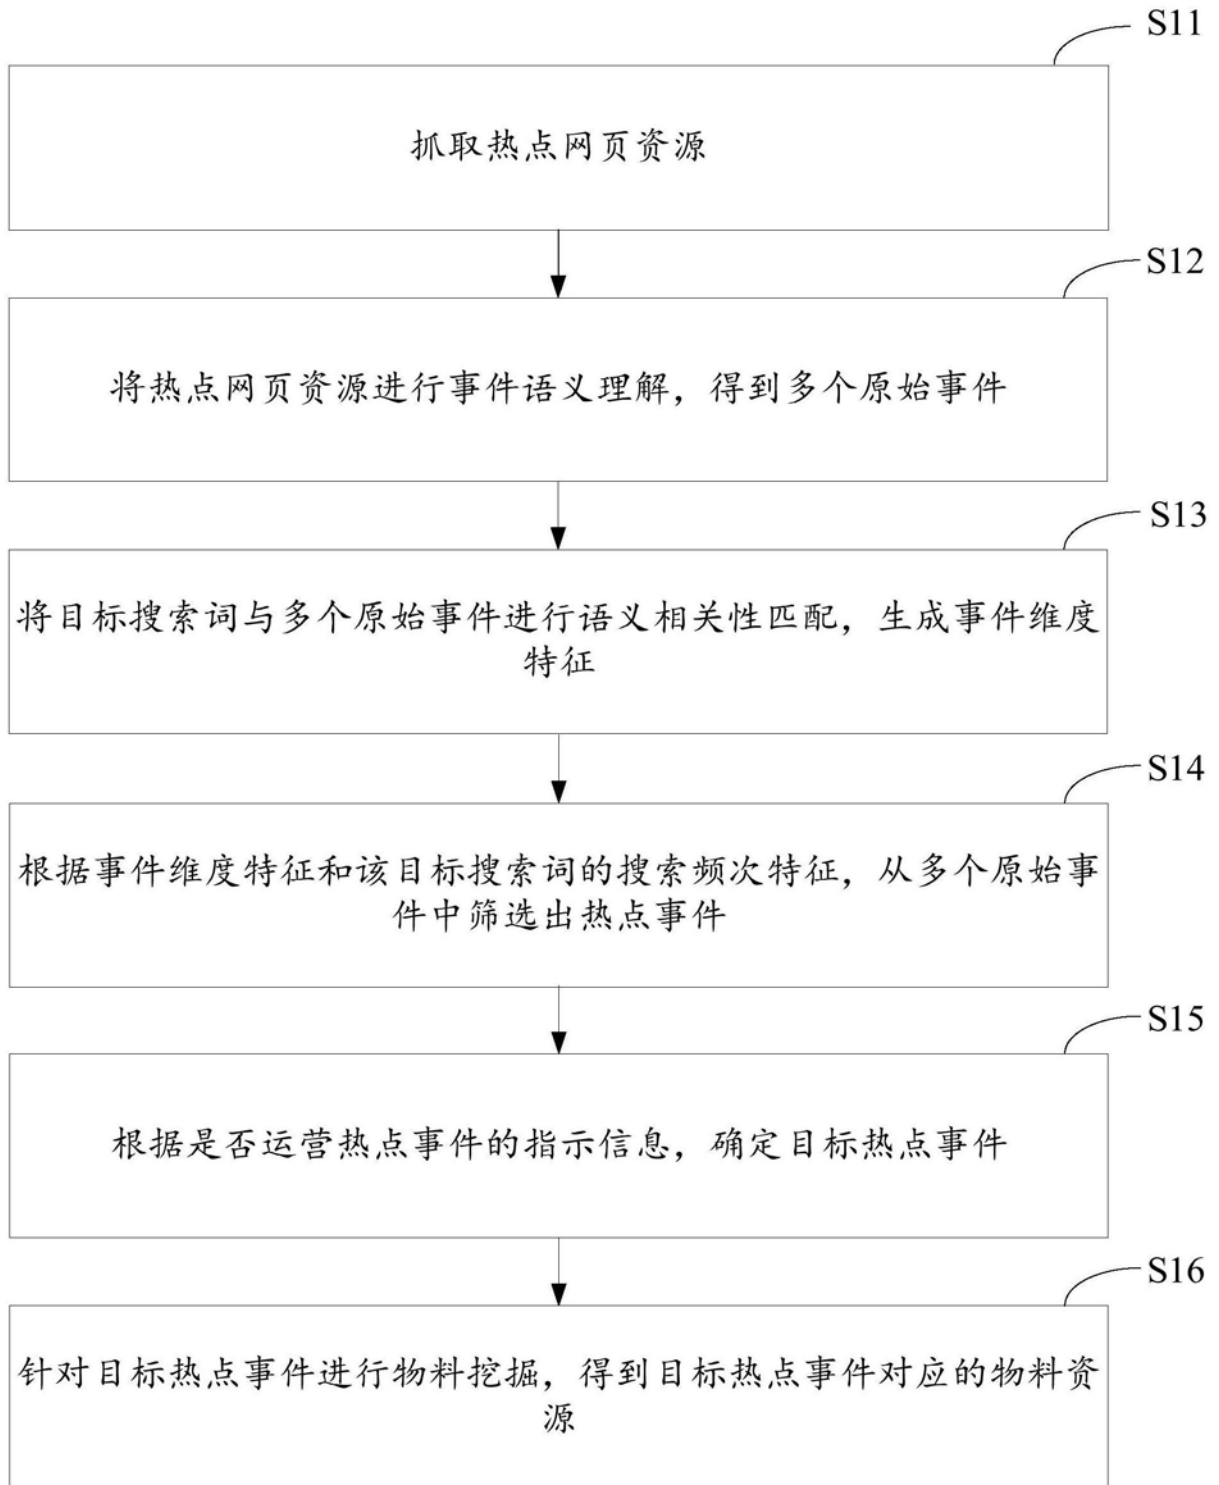 S11
抓取热点网页资源
S12
将热点网页资源进行事件语义理解，得到多个原始事件
S13
将目标搜索词与多个原始事件进行语义相关性匹配，生成事件维度
特征
S14
根据事件维度特征和该目标搜索词的搜索频次特征，从多个原始事
件中筛选出热点事件
S15
根据是否运营热点事件的指示信息，确定目标热点事件
S16
针对目标热点事件进行物料挖掘，得到目标热点事件对应的物料资
源